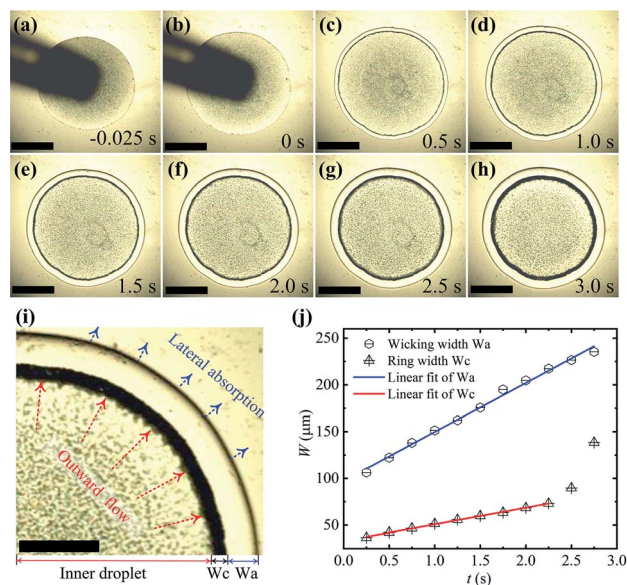 (a)
-0.025 s
(b)
0 s
(c)
0.5 s
(d)
1.0 s
(e)
1.5 s
(f)
2.0 s
(g)
2.5 s
(h)
3.0 s
(i)
Lateral absorption
Outward flow
Inner droplet
Wc
Wa
(j)
250
200
150
100
50
W (μm)
Wicking width Wa
Ring width Wc
Linear fit of Wa
Linear fit of Wc
0.0 0.5 1.0 1.5 2.0 2.5 3.0
t (s)